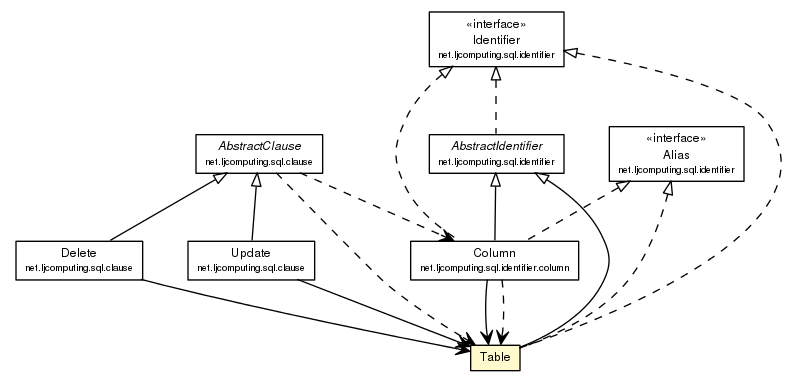 «interface»
Identifier
net.ljcomputing.sql.identifier
AbstractClause
net.ljcomputing.sql.clause
AbstractIdentifier
net.ljcomputing.sql.identifier
«interface»
Alias
net.ljcomputing.sql.identifier
Delete
net.ljcomputing.sql.clause
Update
net.ljcomputing.sql.clause
Column
net.ljcomputing.sql.identifier.column
Table